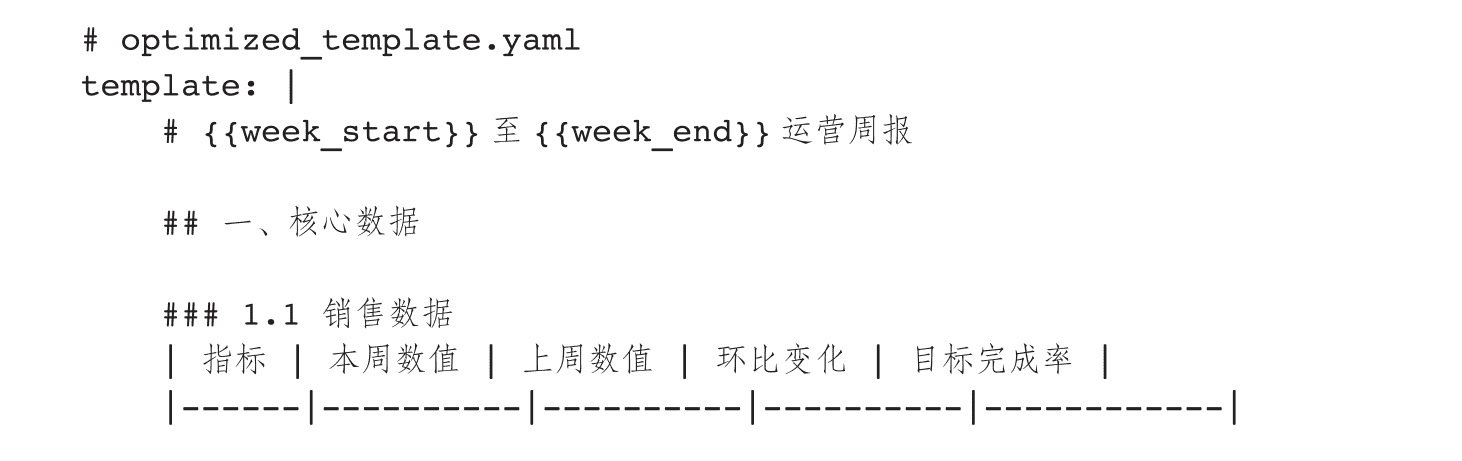 # optimized_template.yaml
template: |
    # {{week_start}} 至 {{week_end}} 运营周报

    ## 一、核心数据

    ### 1.1 销售数据
    | 指标 | 本周数值 | 上周数值 | 环比变化 | 目标完成率 |
    |------|----------|----------|----------|------------|